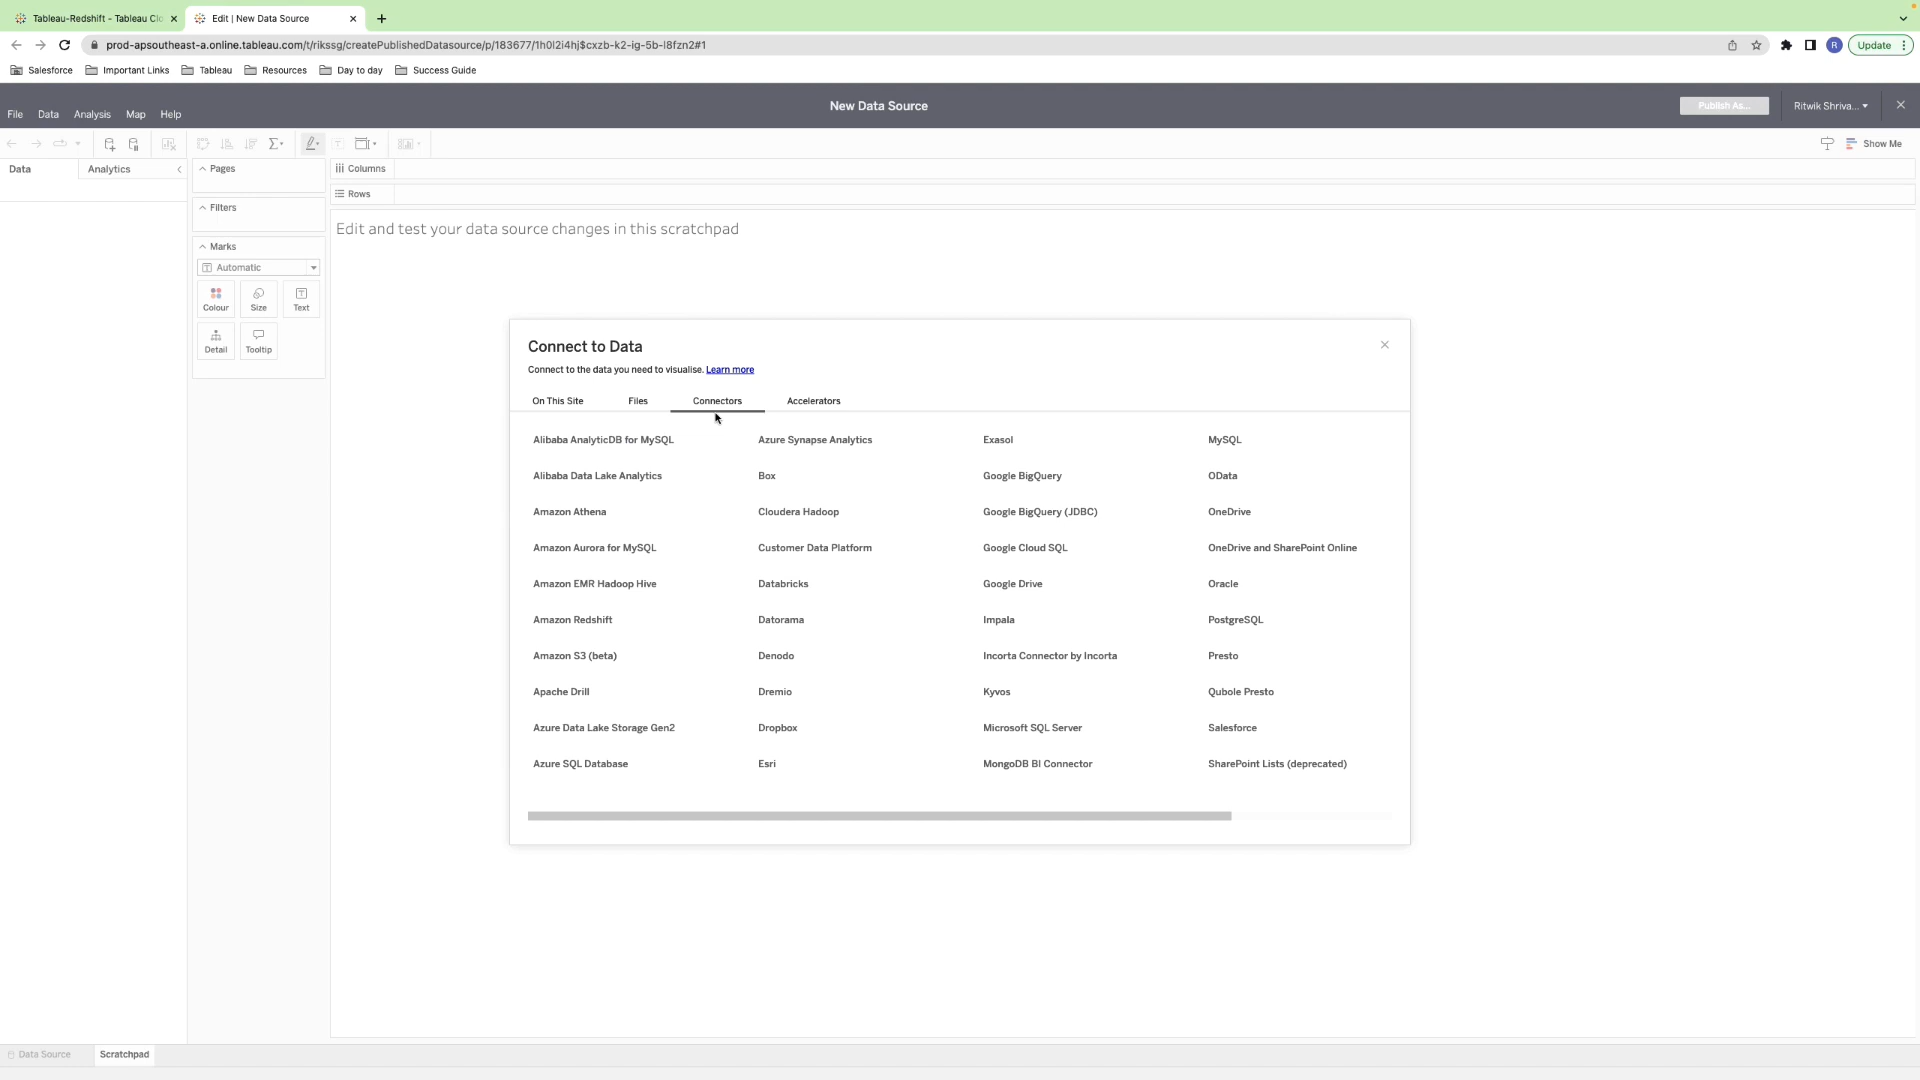 Tableau-Redshift - Tableau Clo
Edit | New Data Source
prod-apsoutheast-a.online.tableau.com/t/rikssg/createPublishedDatasource/p/183677/1h0l2i4hj$cxzb-k2-ig-5b-l8fzn2#1
R
Update
Salesforce Important Links Tableau Resources Day to day Success Guide
New Data Source
Publish As...
Ritwik Shriva...
File Data Analysis Map Help
Show Me
Data Analytics
Pages
Columns
Rows
Filters
Edit and test your data source changes in this scratchpad
Marks
Automatic
Colour Size Text
Detail Tooltip
Connect to Data
Connect to the data you need to visualise. Learn more
On This Site Files Connectors Accelerators
Alibaba AnalyticDB for MySQL Azure Synapse Analytics Exasol MySQL
Alibaba Data Lake Analytics Box Google BigQuery OData
Amazon Athena Cloudera Hadoop Google BigQuery (JDBC) OneDrive
Amazon Aurora for MySQL Customer Data Platform Google Cloud SQL OneDrive and SharePoint Online
Amazon EMR Hadoop Hive Databricks Google Drive Oracle
Amazon Redshift Datorama Impala PostgreSQL
Amazon S3 (beta) Denodo Incorta Connector by Incorta Presto
Apache Drill Dremio Kyvos Qubole Presto
Azure Data Lake Storage Gen2 Dropbox Microsoft SQL Server Salesforce
Azure SQL Database Esri MongoDB BI Connector SharePoint Lists (deprecated)
Data Source Scratchpad